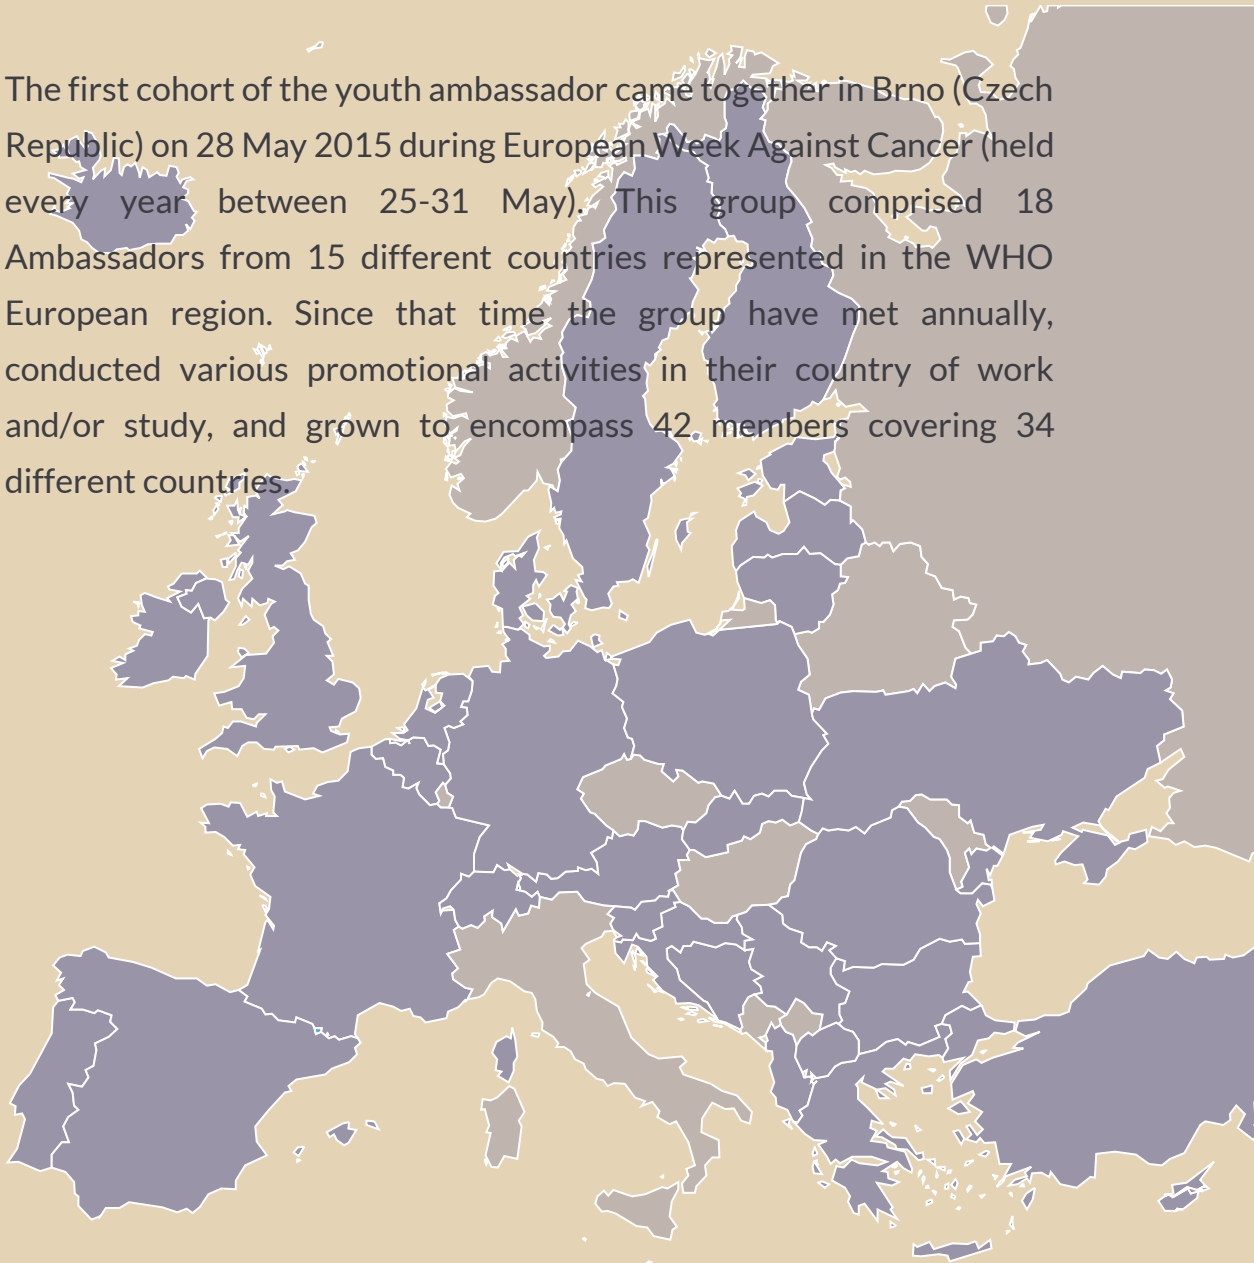 The first cohort of the youth ambassador came together in Brno (Czech
Republic) on 28 May 2015 during European Week Against Cancer (held
every year between 25-31 May). This group comprised 18
Ambassadors from 15 different countries represented in the WHO
European region. Since that time the group have met annually,
conducted various promotional activities in their country of work
and/or study, and grown to encompass 42 members covering 34
different countries.